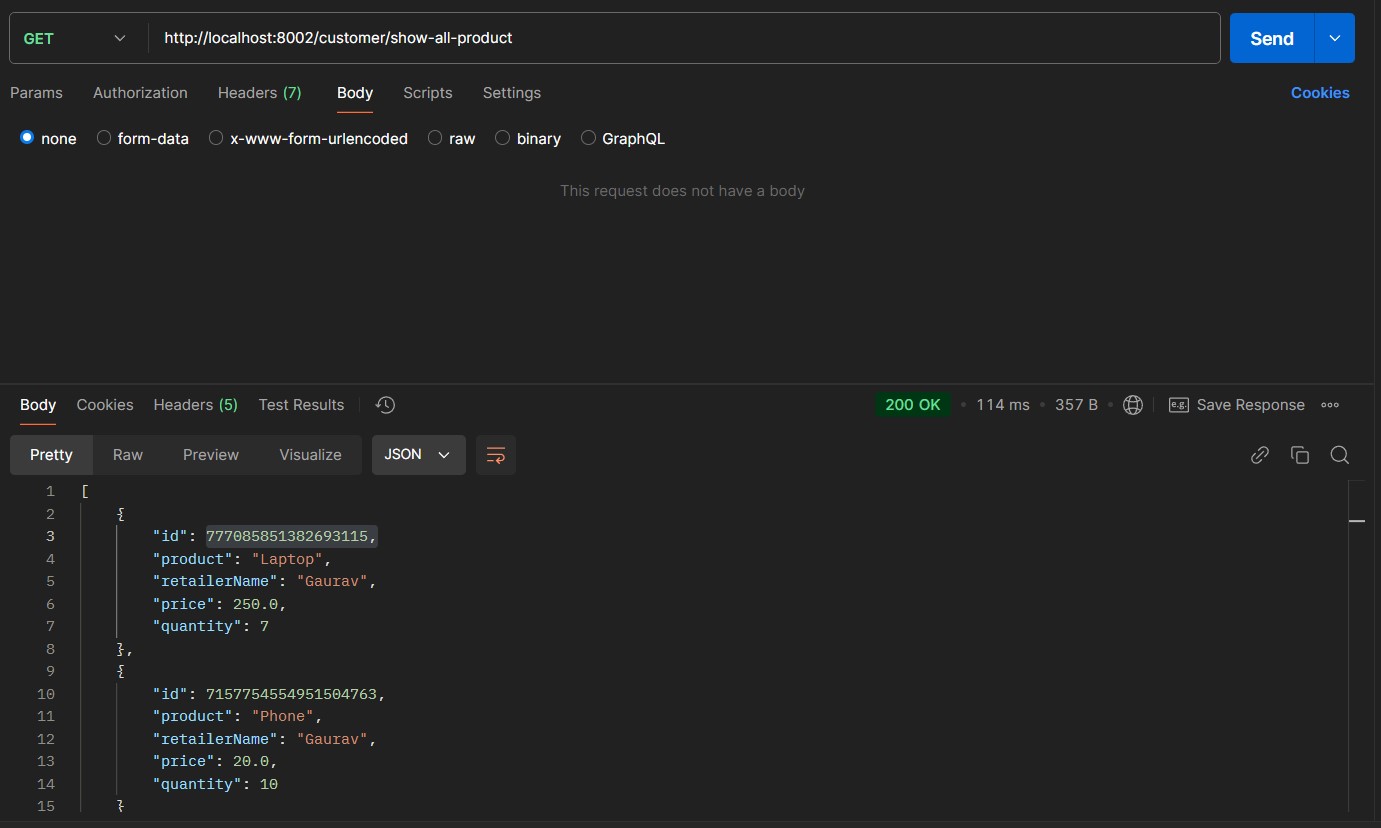 GET http://localhost:8002/customer/show-all-product Send
Params Authorization Headers (7) Body Scripts Settings Cookies
none form-data x-www-form-urlencoded raw binary GraphQL
This request does not have a body
Body Cookies Headers (5) Test Results 200 OK • 114 ms • 357 B • e.g. Save Response
Pretty Raw Preview Visualize JSON
1 [
2 {
3 "id": 777085851382693115,
4 "product": "Laptop",
5 "retailerName": "Gaurav",
6 "price": 250.0,
7 "quantity": 7
8 },
9 {
10 "id": 7157754554951504763,
11 "product": "Phone",
12 "retailerName": "Gaurav",
13 "price": 20.0,
14 "quantity": 10
15 }